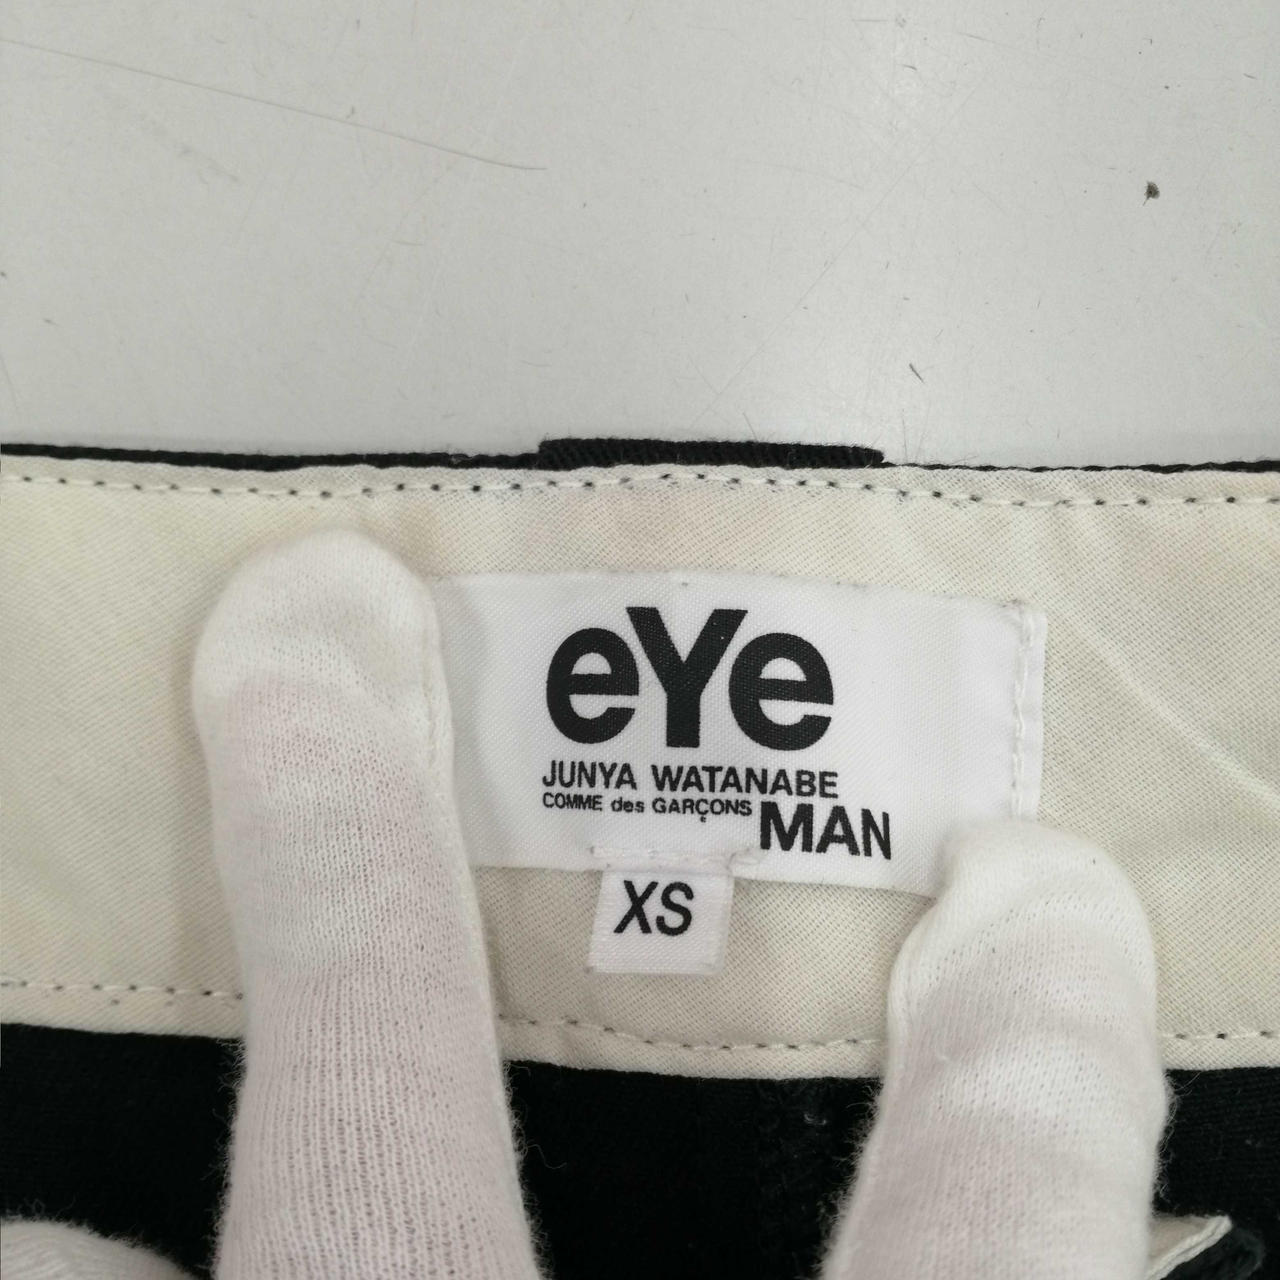 eYe
JUNYA WATANABE
COMME des GARÇONS
MAN
XS